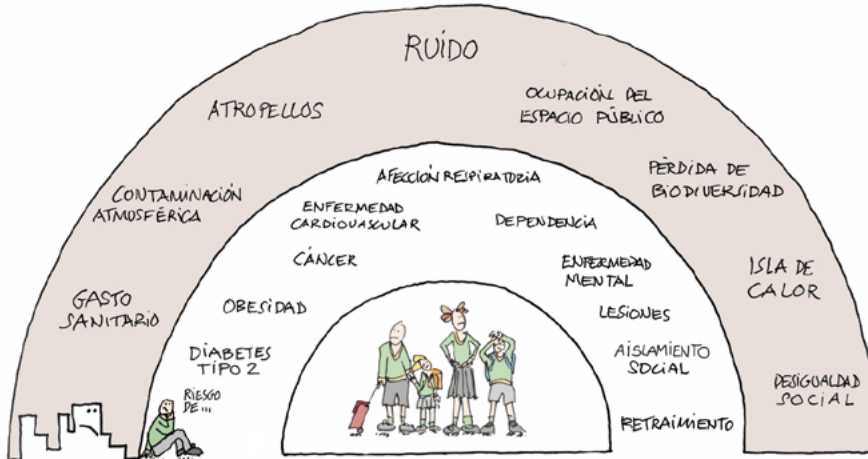 RUIDO
ATROPELLOS
OCUPACIÓN DEL
ESPACIO PÚBLICO
CONTAMINACIÓN
ATMOSFÉRICA
PÉRDIDA DE
BIODIVERSIDAD
GASTO
SANITARIO
ISLA DE
CALOR
DESIGUALDAD
SOCIAL
AFECCIÓN RESPIRATORIA
ENFERMEDAD
CARDIOVASCULAR
DEPENDENCIA
CÁNCER
ENFERMEDAD
MENTAL
OBESIDAD
LESIONES
DIABETES
TIPO 2
AISLAMIENTO
SOCIAL
RIESGO
DE...
RETRAIMIENTO